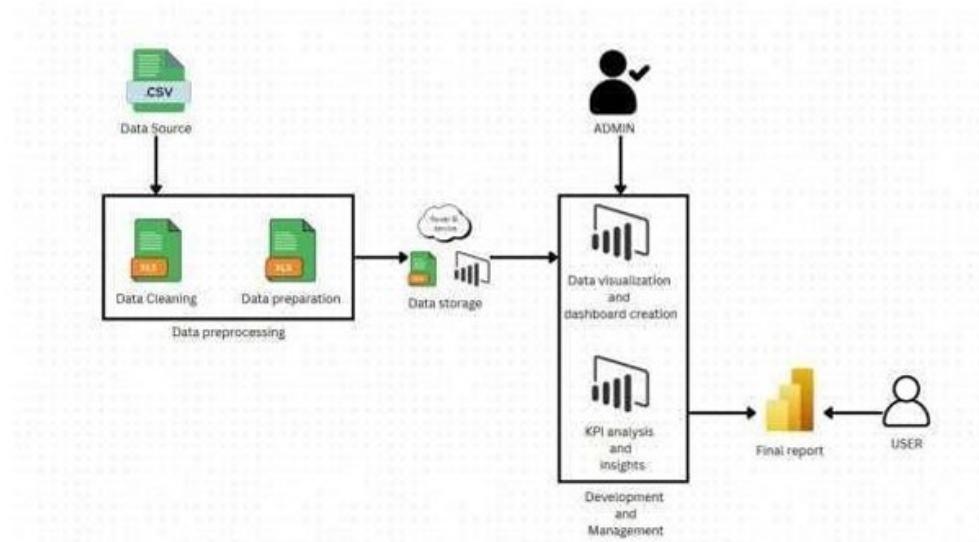 .CSV
Data Source
ADMIN
XLS
XLS
Data Cleaning
Data preparation
Data preprocessing
service
Data storage
Data visualization
and
dashboard creation
KPI analysis
and
insights
Development
and
Management
Final report
USER